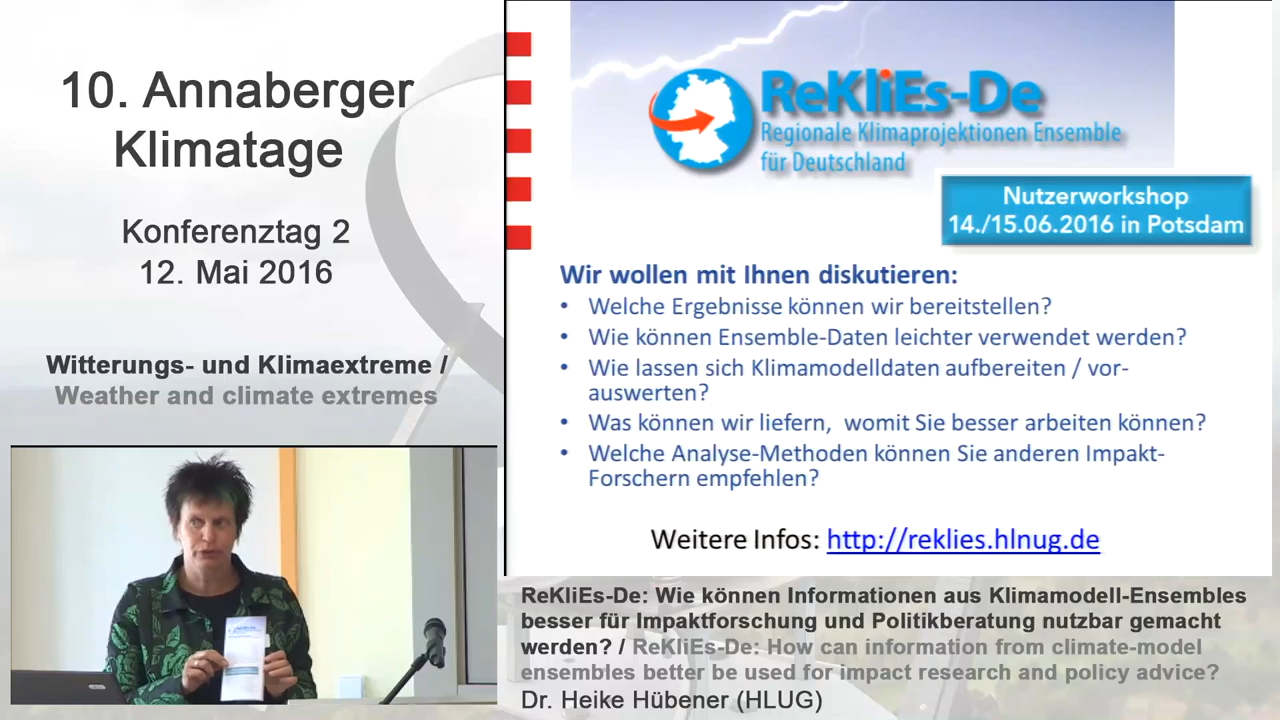 10. Annaberger
Klimatage
Konferenztag 2
12. Mai 2016
Witterungs- und Klimaextreme /
Weather and climate extremes
ReKliEs-De
Regionale Klimaprojektionen Ensemble
für Deutschland
Nutzerworkshop
14./15.06.2016 in Potsdam
Wir wollen mit Ihnen diskutieren:
• Welche Ergebnisse können wir bereitstellen?
• Wie können Ensemble-Daten leichter verwendet werden?
• Wie lassen sich Klimamodelldaten aufbereiten / vor-
auswerten?
• Was können wir liefern, womit Sie besser arbeiten können?
• Welche Analyse-Methoden können Sie anderen Impakt-
Forschern empfehlen?
Weitere Infos: http://reklies.hlnug.de
ReKliEs-De: Wie können Informationen aus Klimamodell-Ensembles
besser für Impaktforschung und Politikberatung nutzbar gemacht
werden? / ReKliEs-De: How can information from climate-model
ensembles better be used for impact research and policy advice?
Dr. Heike Hübener (HLUG)
ReKliEs-De